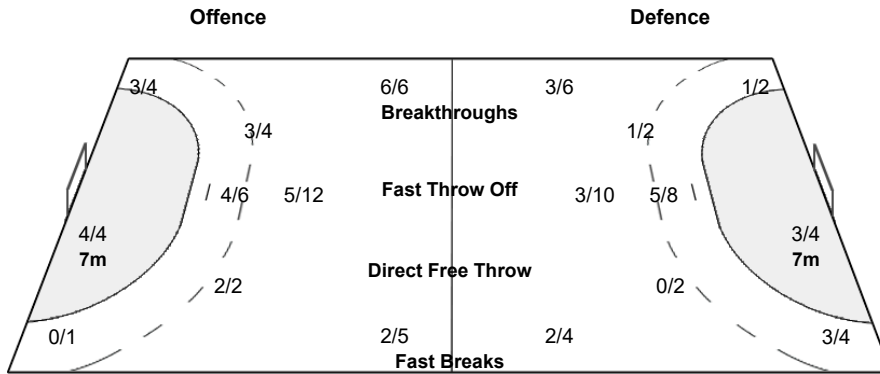 Offence Defence
3/4 6/6 3/6 1/2
Breakthroughs
3/4 1/2
4/6 5/12 Fast Throw Off 3/10 5/8
4/4 3/4
7m 7m
Direct Free Throw
2/2 0/2
0/1 2/5 2/4 3/4
Fast Breaks